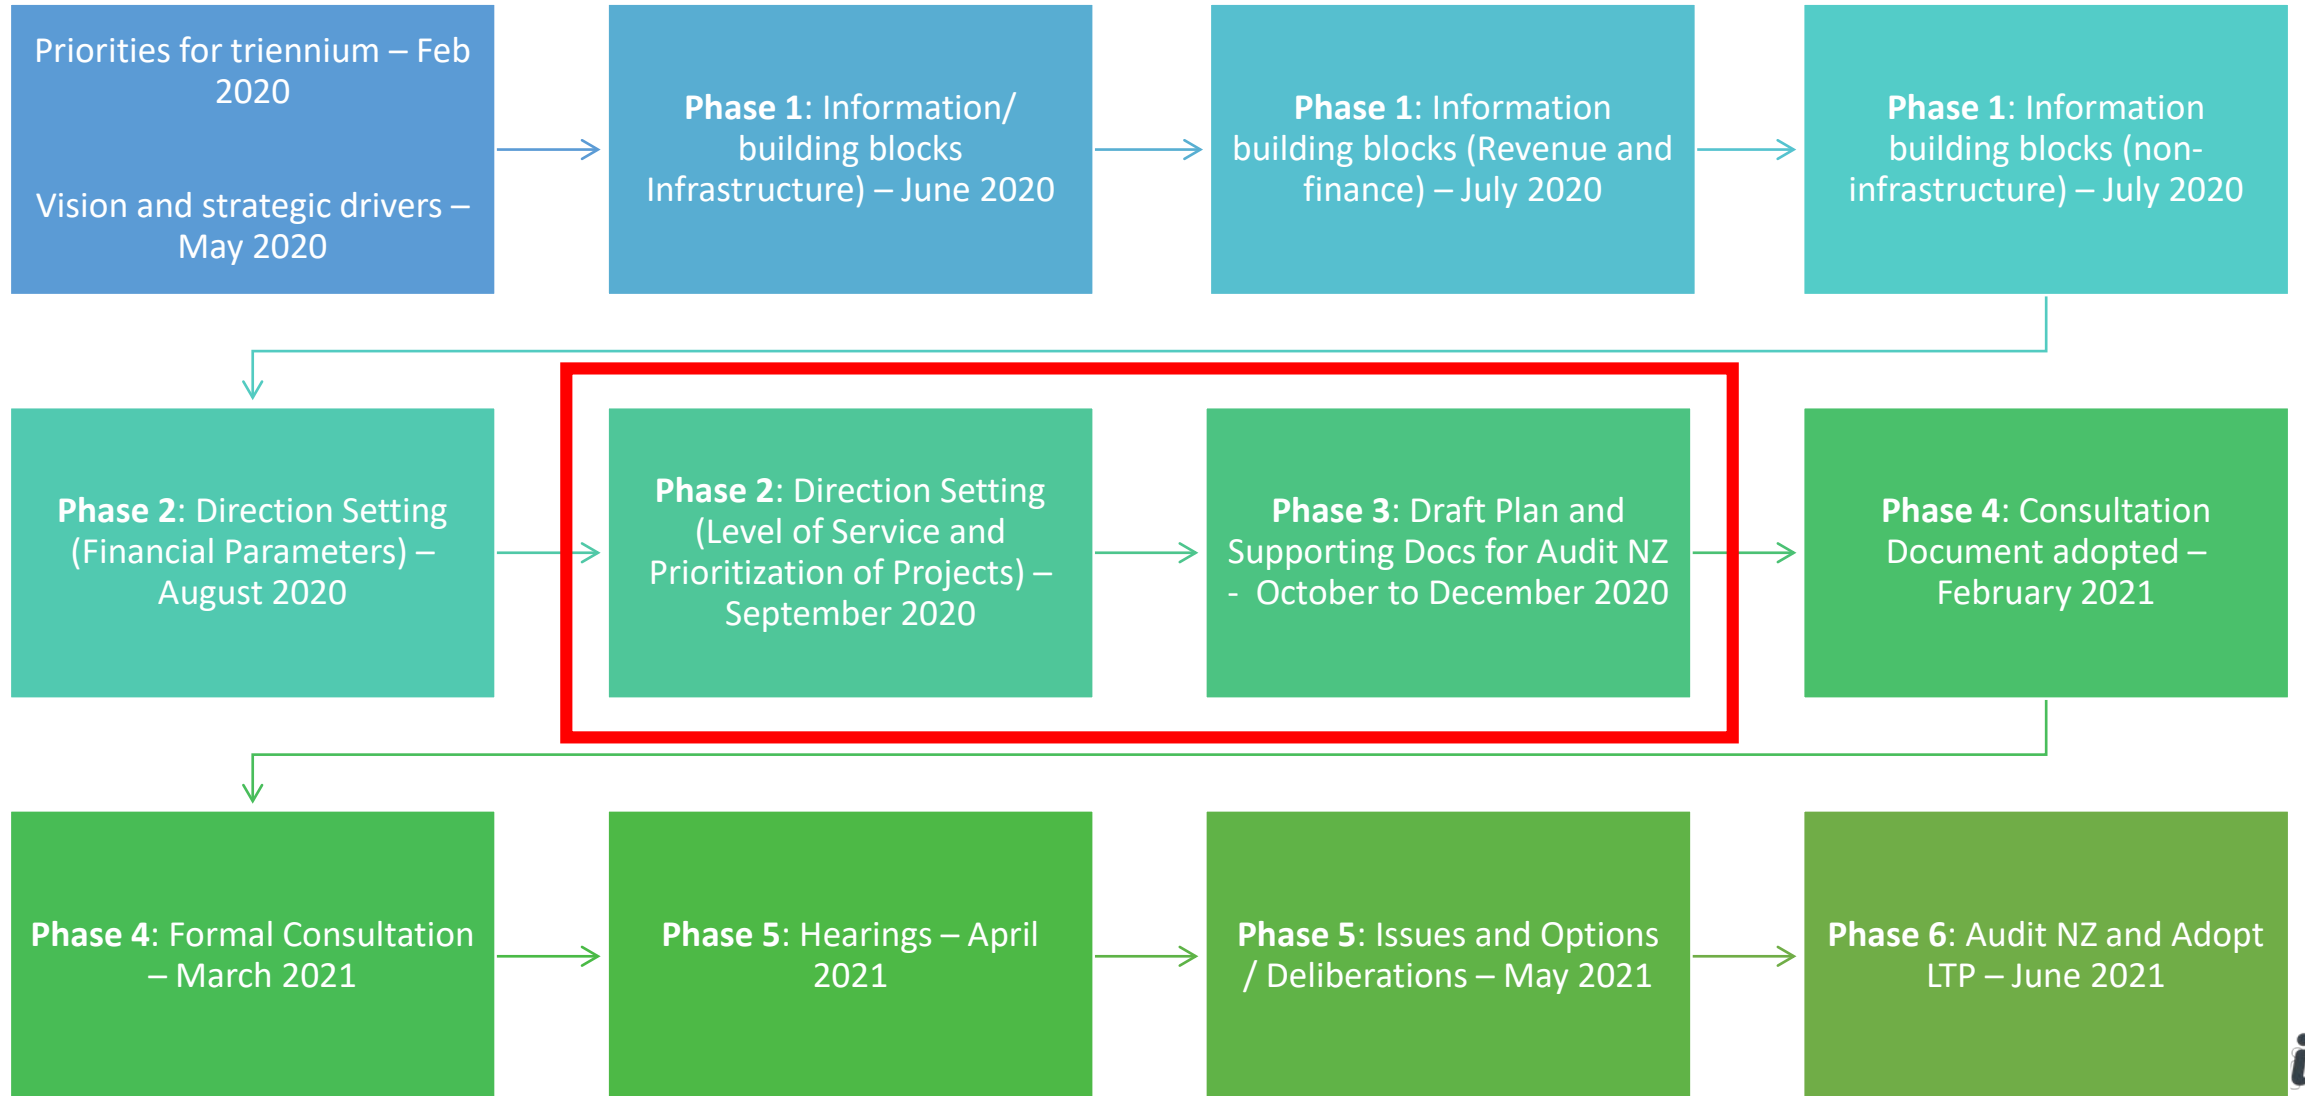 Priorities for triennium – Feb
2020
Vision and strategic drivers –
May 2020
Phase 1: Information/
building blocks
Infrastructure) – June 2020
Phase 1: Information
building blocks (Revenue and
finance) – July 2020
Phase 1: Information
building blocks (non-
infrastructure) – July 2020
Phase 2: Direction Setting
(Financial Parameters) –
August 2020
Phase 2: Direction Setting
(Level of Service and
Prioritization of Projects) –
September 2020
Phase 3: Draft Plan and
Supporting Docs for Audit NZ
- October to December 2020
Phase 4: Consultation
Document adopted –
February 2021
Phase 4: Formal Consultation
– March 2021
Phase 5: Hearings – April
2021
Phase 5: Issues and Options
/ Deliberations – May 2021
Phase 6: Audit NZ and Adopt
LTP – June 2021